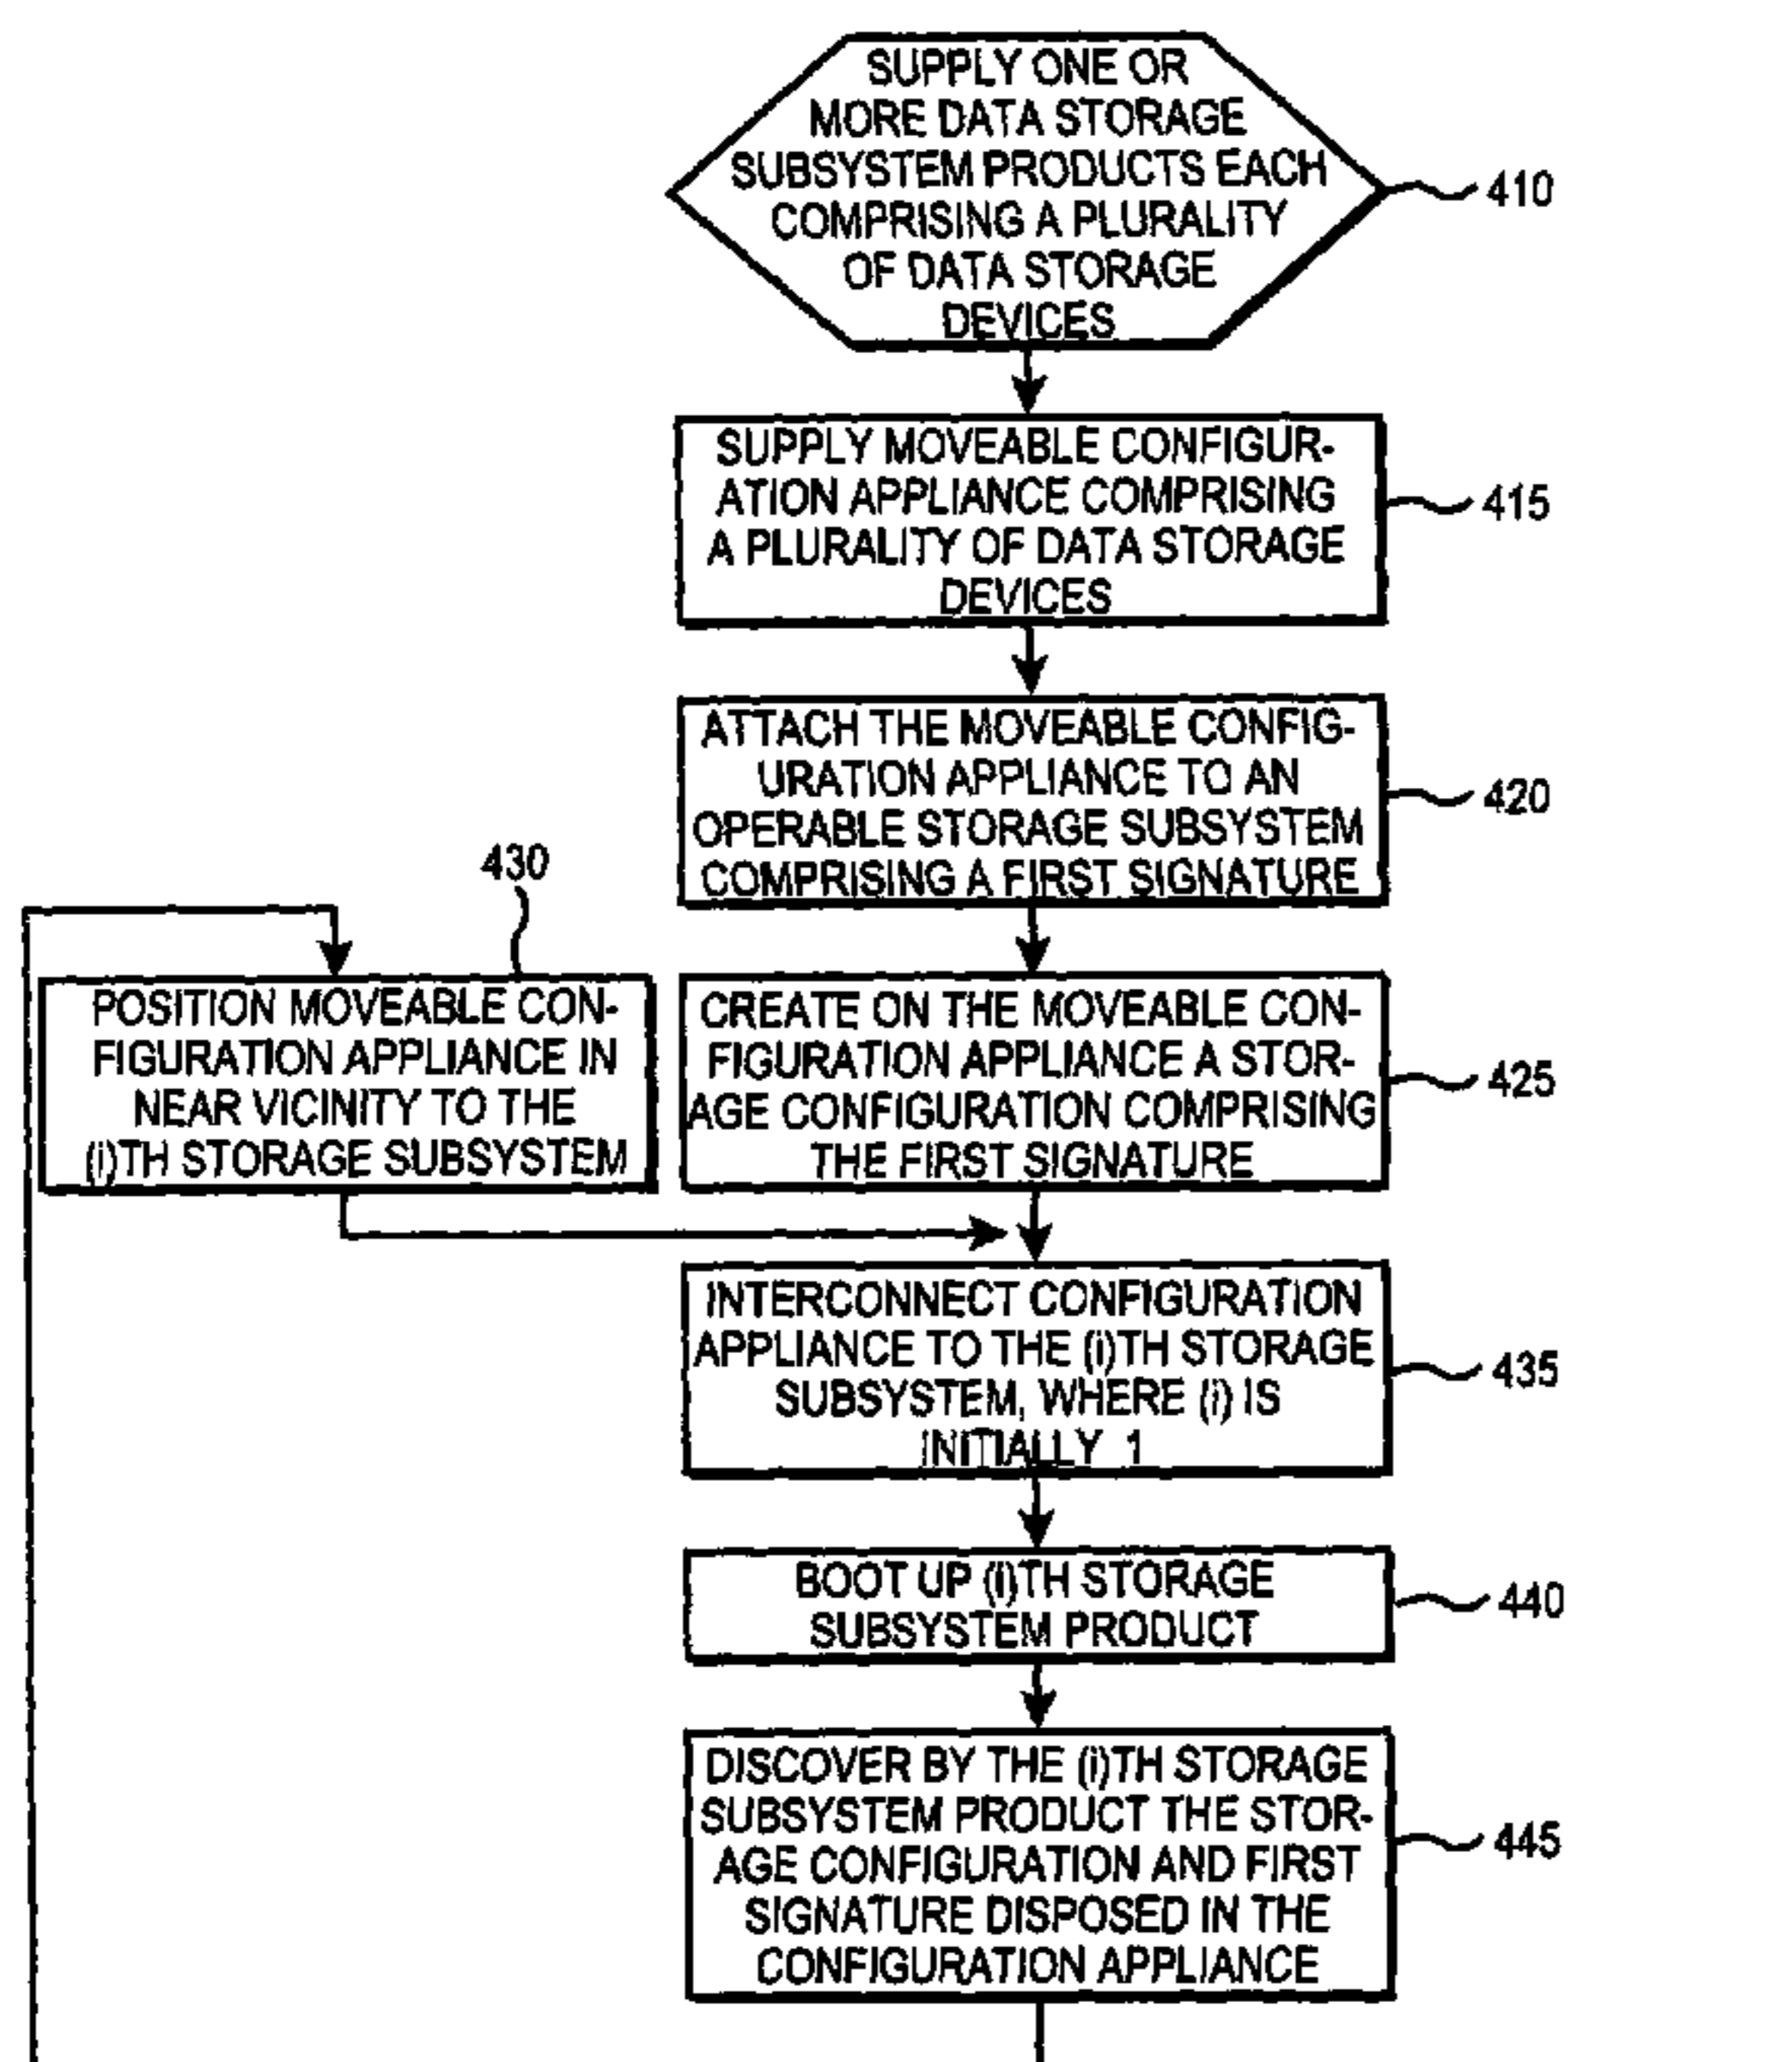 SUPPLY ONE OR
MORE DATA STORAGE
SUBSYSTEM PRODUCTS EACH
COMPRISING A PLURALITY
OF DATA STORAGE
DEVICES
410
SUPPLY MOVEABLE CONFIGUR-
ATION APPLIANCE COMPRISING
A PLURALITY OF DATA STORAGE
DEVICES
415
ATTACH THE MOVEABLE CONFIG-
URATION APPLIANCE TO AN
OPERABLE STORAGE SUBSYSTEM
COMPRISING A FIRST SIGNATURE
420
430
POSITION MOVEABLE CON-
FIGURATION APPLIANCE IN
NEAR VICINITY TO THE
(i)TH STORAGE SUBSYSTEM
CREATE ON THE MOVEABLE CON-
FIGURATION APPLIANCE A STOR-
AGE CONFIGURATION COMPRISING
THE FIRST SIGNATURE
425
INTERCONNECT CONFIGURATION
APPLIANCE TO THE (i)TH STORAGE
SUBSYSTEM, WHERE (i) IS
INITIALLY 1
435
BOOT UP (i)TH STORAGE
SUBSYSTEM PRODUCT
440
DISCOVER BY THE (i)TH STORAGE
SUBSYSTEM PRODUCT THE STOR-
AGE CONFIGURATION AND FIRST
SIGNATURE DISPOSED IN THE
CONFIGURATION APPLIANCE
445